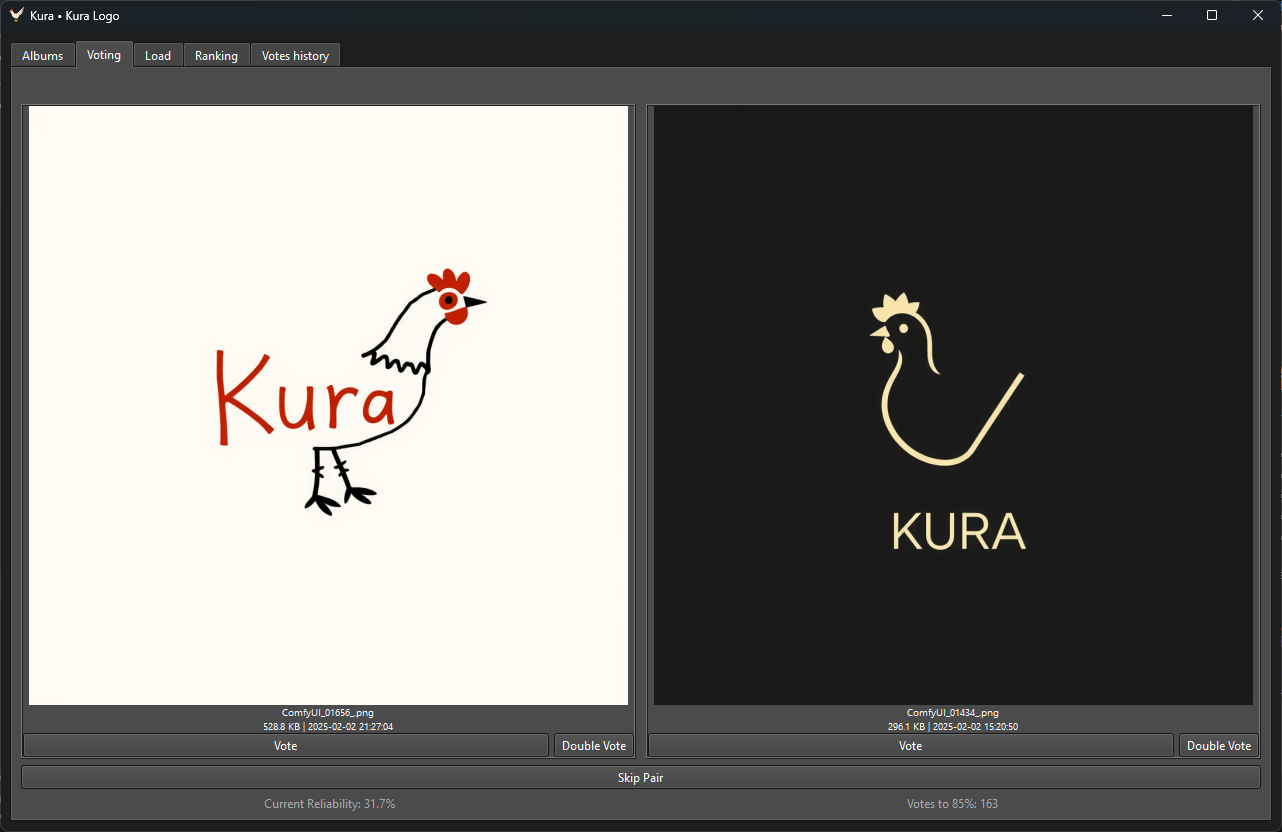 Kura • Kura Logo
Albums
Voting
Load
Ranking
Votes history
Kura
KURA
ComfyUI_01656_.png
528.8 KB | 2025-02-02 21:27:04
Vote
Double Vote
ComfyUI_01434_.png
296.1 KB | 2025-02-02 15:20:50
Vote
Double Vote
Skip Pair
Current Reliability: 31.7%
Votes to 85%: 163